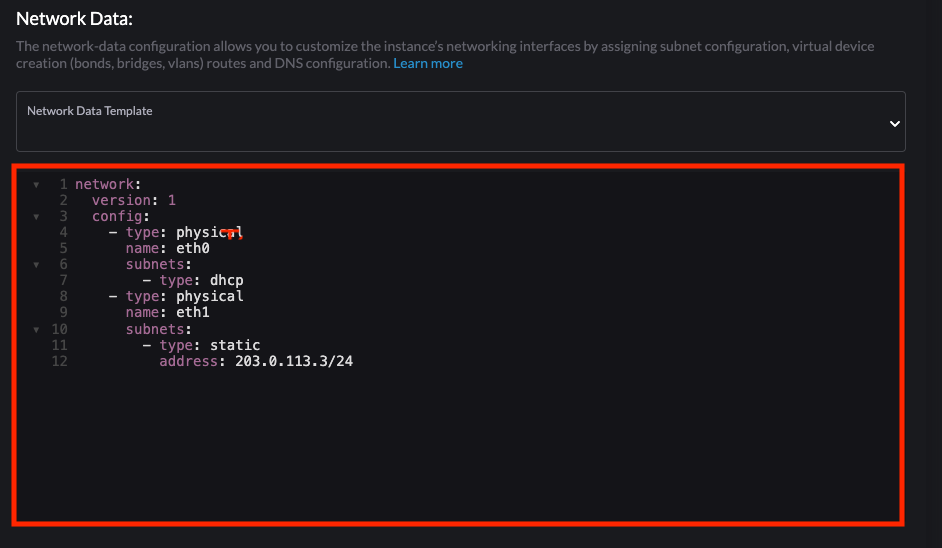 Network Data:
The network-data configuration allows you to customize the instance's networking interfaces by assigning subnet configuration, virtual device
creation (bonds, bridges, vlans) routes and DNS configuration. Learn more
Network Data Template
1 network:
2   version: 1
3   config:
4     - type: physical
5       name: eth0
6       subnets:
7         - type: dhcp
8     - type: physical
9       name: eth1
10       subnets:
11         - type: static
12           address: 203.0.113.3/24